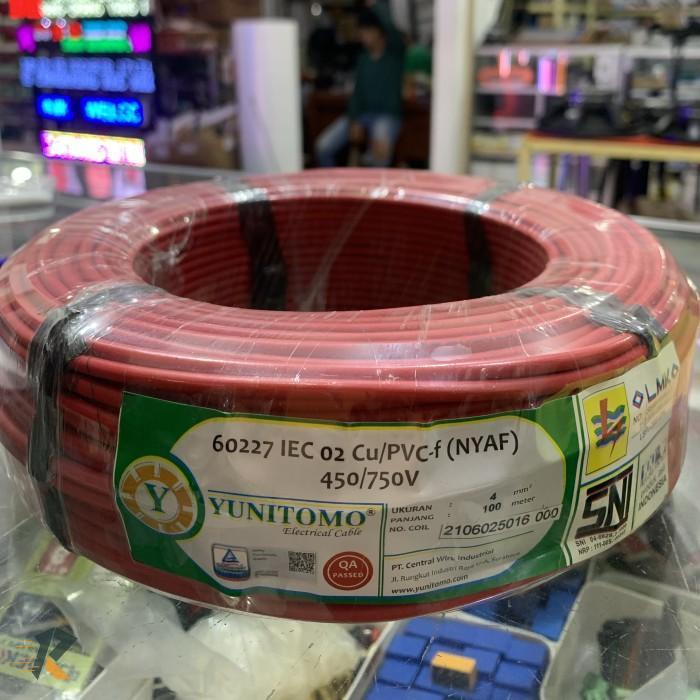 60227 IEC 02 Cu/PVC-f (NYAF)
450/750V
Y
YUNITOMO®
Electrical Cable
UKURAN : 4 mm²
PANJANG : 100 meter
NO. COIL : 2106025016 000
QA
PASSED
PT. Central Wire Industrial
www.yunitomo.com
LMK
SNI
INDONESIA